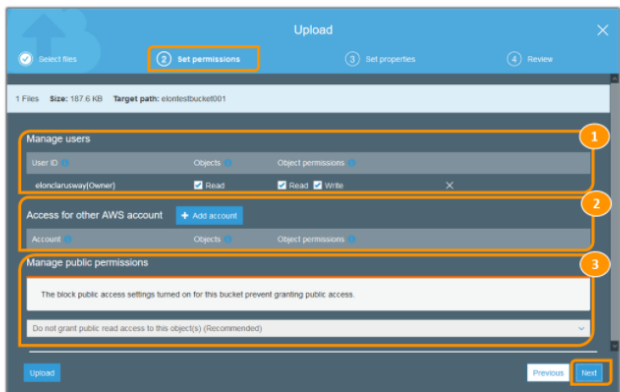 Upload
Select files
2 Set permissions
3 Set properties
4 Review
1 Files Size: 187.6 KB Target path: elontestbucket001
1
Manage users
User ID Objects Object permissions
elonclarusway(Owner) Read Read Write
2
Access for other AWS account + Add account
Account Objects Object permissions
3
Manage public permissions
The block public access settings turned on for this bucket prevent granting public access.
Do not grant public read access to this object(s) (Recommended)
Upload Previous Next